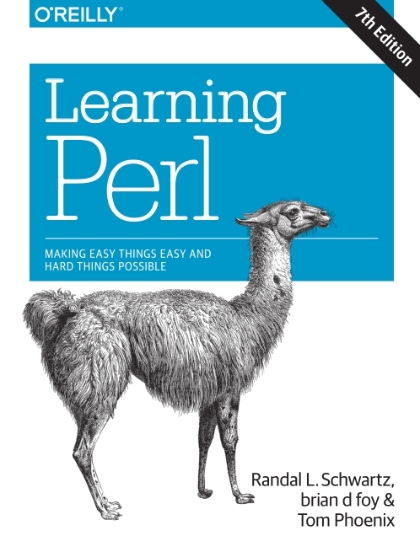 O'REILLY®
7th Edition
Learning
Perl
MAKING EASY THINGS EASY AND
HARD THINGS POSSIBLE
Randal L. Schwartz,
brian d foy &
Tom Phoenix